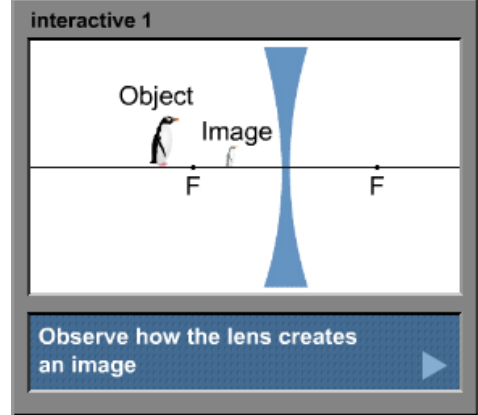 interactive 1
Object
Image
F
F
Observe how the lens creates
an image